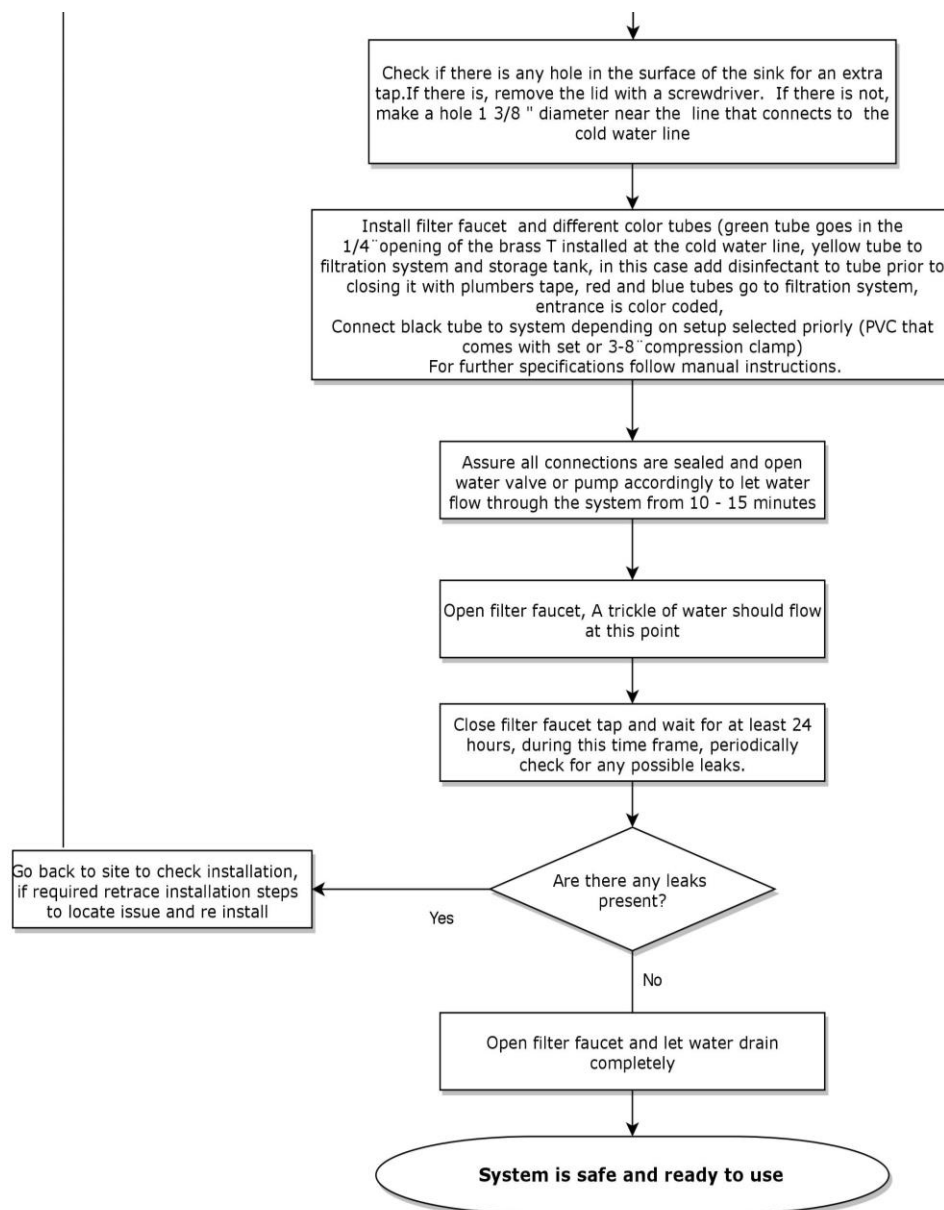 Check if there is any hole in the surface of the sink for an extra
tap.If there is, remove the lid with a screwdriver. If there is not,
make a hole 1 3/8 " diameter near the line that connects to the
cold water line
Install filter faucet and different color tubes (green tube goes in the
1/4¨opening of the brass T installed at the cold water line, yellow tube to
filtration system and storage tank, in this case add disinfectant to tube prior to
closing it with plumbers tape, red and blue tubes go to filtration system,
entrance is color coded,
Connect black tube to system depending on setup selected priorly (PVC that
comes with set or 3-8¨compression clamp)
For further specifications follow manual instructions.
Assure all connections are sealed and open
water valve or pump accordingly to let water
flow through the system from 10 - 15 minutes
Open filter faucet, A trickle of water should flow
at this point
Close filter faucet tap and wait for at least 24
hours, during this time frame, periodically
check for any possible leaks.
Are there any leaks
present?
Yes
Go back to site to check installation,
if required retrace installation steps
to locate issue and re install
No
Open filter faucet and let water drain
completely
System is safe and ready to use